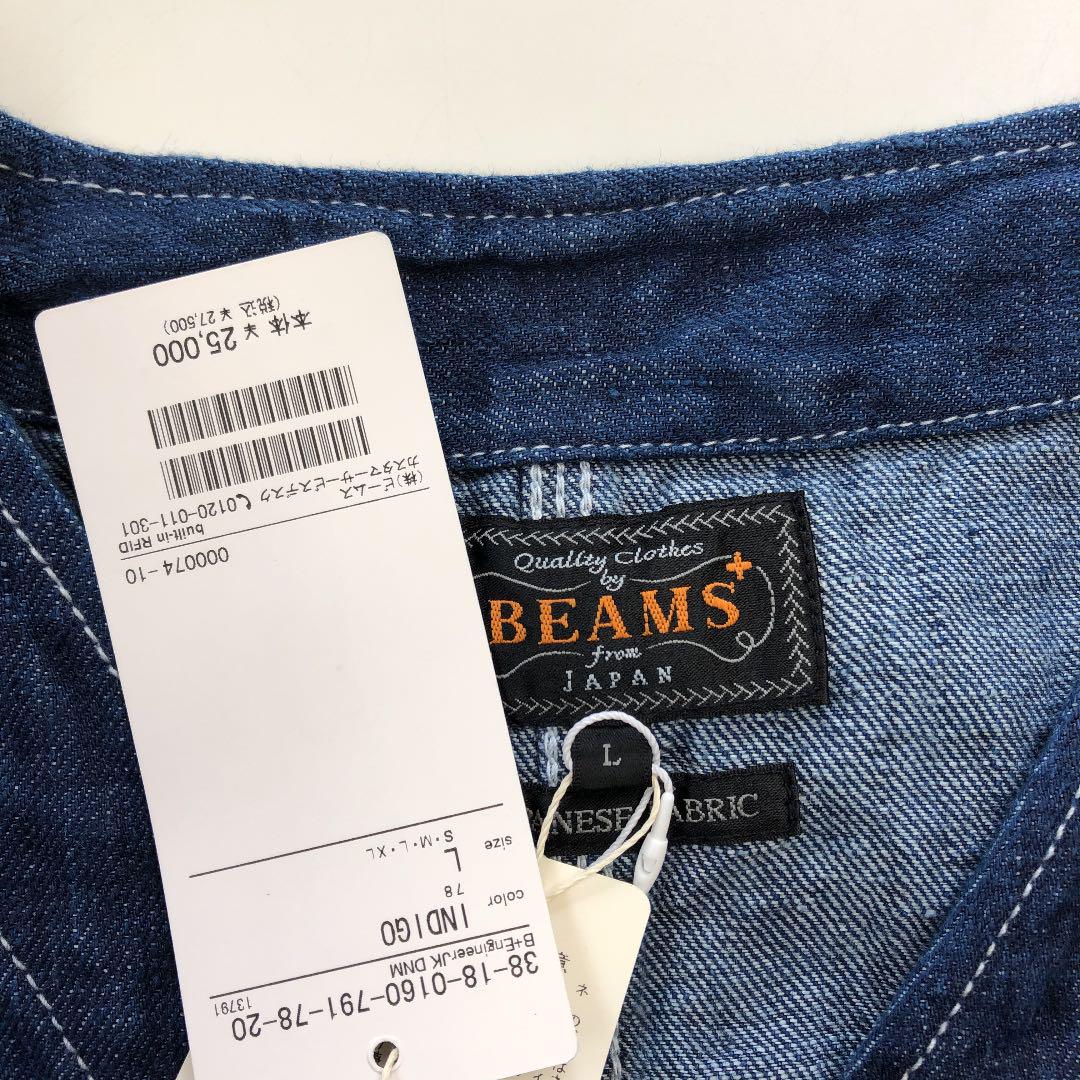 38-18-0160-791-78-20
13791
B+EngineerJK DNM
color INDIGO
78
size L
S・M・L・XL
000074-10
built-in RFID
(株)ビームス
カスタマーサービスデスク 0120-011-301
本体 ¥ 25,000
(税込 ¥ 27,500)
Quality Clothes
by
BEAMS+
from
JAPAN
L
ANESE ABRIC